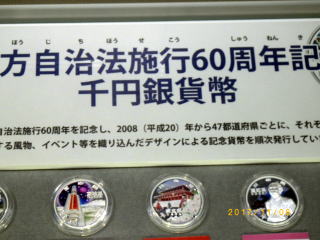 ほう じ ち ほう せ こう しゅう ねん き
方自治法施行60周年記
千円銀貨幣
自治法施行60周年を記念し、2008（平成20）年から47都道府県ごとに、それぞ
する風物、イベント等を織り込んだデザインによる記念貨幣を順次発行してい